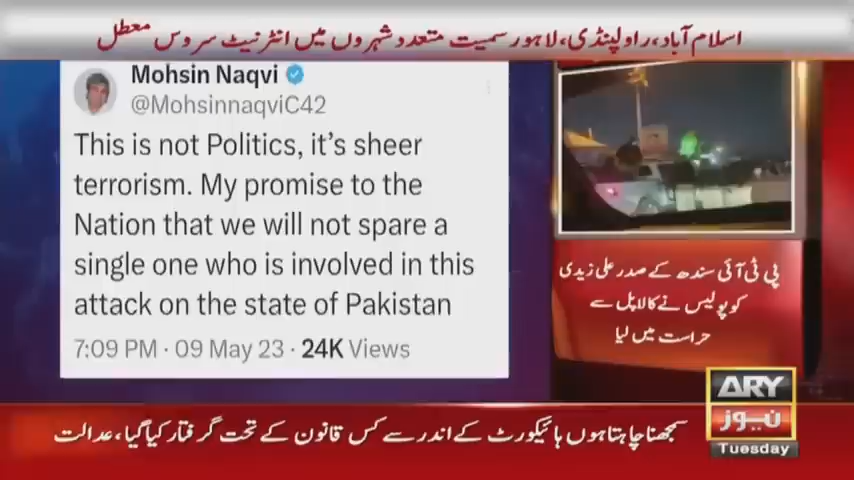 اسلام آباد، راولپنڈی، لاہور سمیت متعدد شہروں میں انٹرنیٹ سروس معطل
Mohsin Naqvi
@MohsinnaqviC42
This is not Politics, it's sheer
terrorism. My promise to the
Nation that we will not spare a
single one who is involved in this
attack on the state of Pakistan
7:09 PM · 09 May 23 · 24K Views
پی ٹی آئی سندھ کے صدر علی زیدی
کو پولیس نے کالا پل سے
حراست میں لیا
ARY
نیوز
Tuesday
سمجھنا چاہتا ہوں ہائیکورٹ کے اندر سے کس قانون کے تحت گرفتار کیا گیا، عدالت